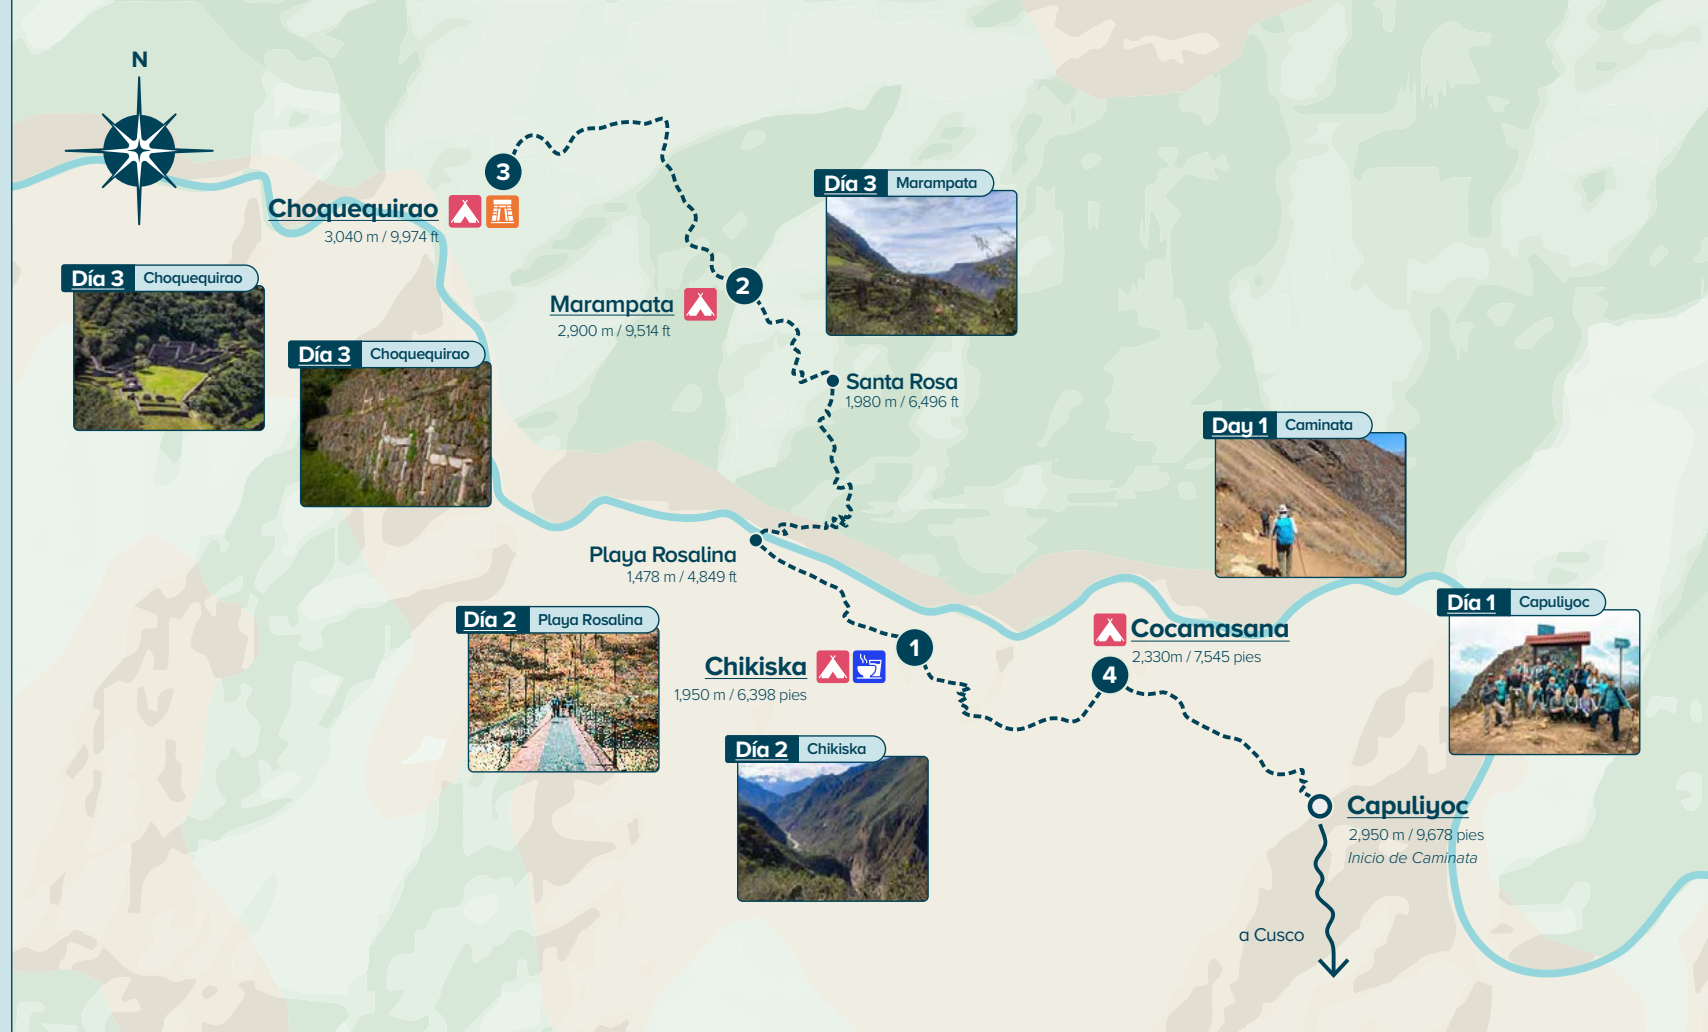 N
3
Choquequirao
3,040 m / 9,974 ft
Día 3 Choquequirao
Día 3 Choquequirao
2
Marampata
2,900 m / 9,514 ft
Día 3 Marampata
Santa Rosa
1,980 m / 6,496 ft
Playa Rosalina
1,478 m / 4,849 ft
Day 1 Caminata
Día 1 Capuliyoc
Día 2 Playa Rosalina
1
Chikiska
1,950 m / 6,398 pies
Cocamasana
2,330m / 7,545 pies
4
Día 2 Chikiska
Capuliyoc
2,950 m / 9,678 pies
Inicio de Caminata
a Cusco